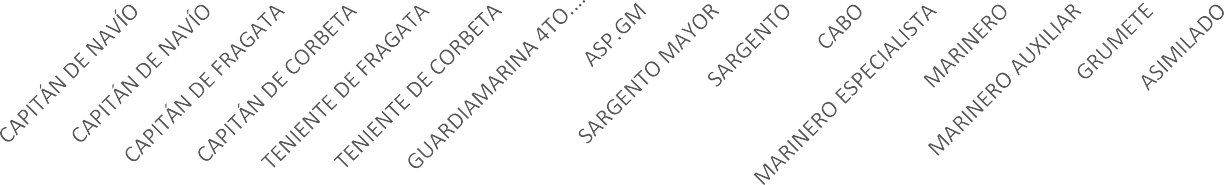 CAPITÁN DE NAVÍO
CAPITÁN DE NAVÍO
CAPITÁN DE FRAGATA
CAPITÁN DE CORBETA
TENIENTE DE FRAGATA
TENIENTE DE CORBETA
GUARDIAMARINA 4TO....
ASP.GM
SARGENTO MAYOR
SARGENTO
CABO
MARINERO ESPECIALISTA
MARINERO
MARINERO AUXILIAR
GRUMETE
ASIMILADO